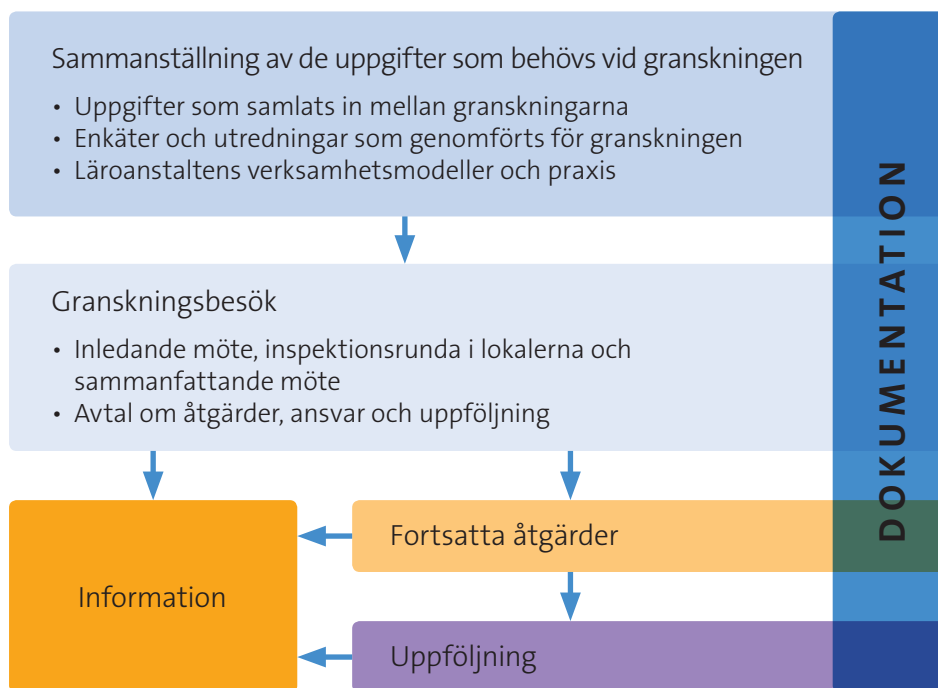 Sammanställning av de uppgifter som behövs vid granskningen
• Uppgifter som samlats in mellan granskningarna
• Enkäter och utredningar som genomförts för granskningen
• Läroanstaltens verksamhetsmodeller och praxis
Granskningsbesök
• Inledande möte, inspektionsrunda i lokalerna och
sammanfattande möte
• Avtal om åtgärder, ansvar och uppföljning
Information
Fortsatta åtgärder
Uppföljning
DOKUMENTATION